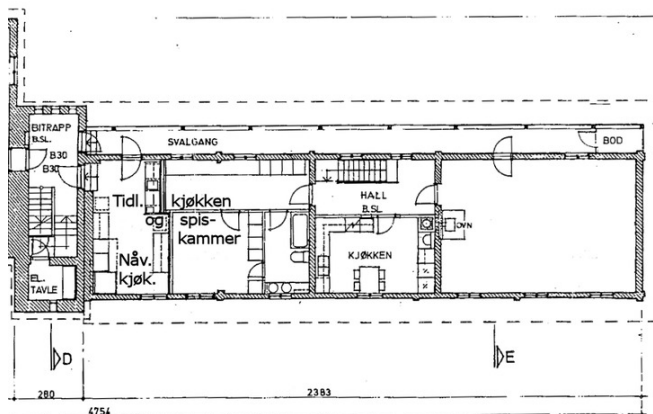 BITRAPP
B.SL.
B30
B30
SVALGANG
BOD
Tidl.
kjøkken
og
spis-
kammer
Nåv.
kjøk.
HALL
B.SL
OVN
KJØKKEN
EL.
TAVLE
D
E
280
2383
4754